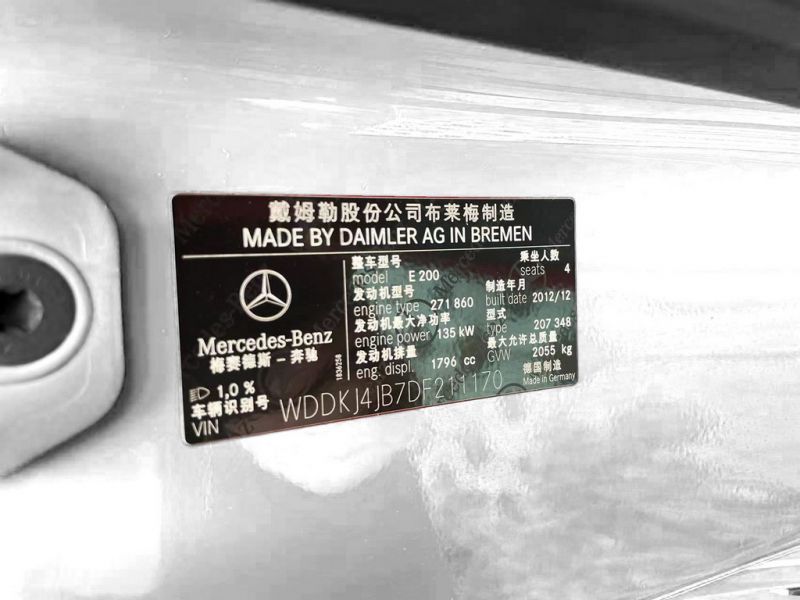 戴姆勒股份公司布莱梅制造
MADE BY DAIMLER AG IN BREMEN
Mercedes-Benz
梅赛德斯－奔驰
1836258
整车型号 乘坐人数
model E 200 seats 4
发动机型号 制造年月
engine type 271 860 built date 2012/12
发动机最大净功率 型式
engine power 135 kW type 207 348
发动机排量 最大允许总质量
eng. displ. 1796 cc GVW 2055 kg
德国制造
Made in Germany
1,0 %
车辆识别号
VIN WDDKJ4JB7DF211170